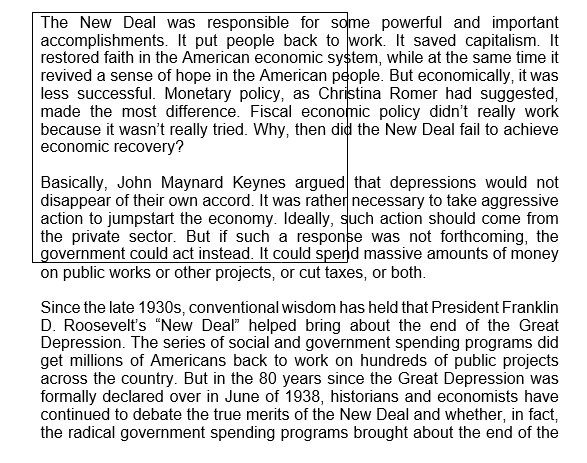 The New Deal was responsible for some powerful and important
accomplishments. It put people back to work. It saved capitalism. It
restored faith in the American economic system, while at the same time it
revived a sense of hope in the American people. But economically, it was
less successful. Monetary policy, as Christina Romer had suggested,
made the most difference. Fiscal economic policy didn't really work
because it wasn't really tried. Why, then did the New Deal fail to achieve
economic recovery?
Basically, John Maynard Keynes argued that depressions would not
disappear of their own accord. It was rather necessary to take aggressive
action to jumpstart the economy. Ideally, such action should come from
the private sector. But if such a response was not forthcoming, the
government could act instead. It could spend massive amounts of money
on public works or other projects, or cut taxes, or both.
Since the late 1930s, conventional wisdom has held that President Franklin
D. Roosevelt's “New Deal” helped bring about the end of the Great
Depression. The series of social and government spending programs did
get millions of Americans back to work on hundreds of public projects
across the country. But in the 80 years since the Great Depression was
formally declared over in June of 1938, historians and economists have
continued to debate the true merits of the New Deal and whether, in fact,
the radical government spending programs brought about the end of the